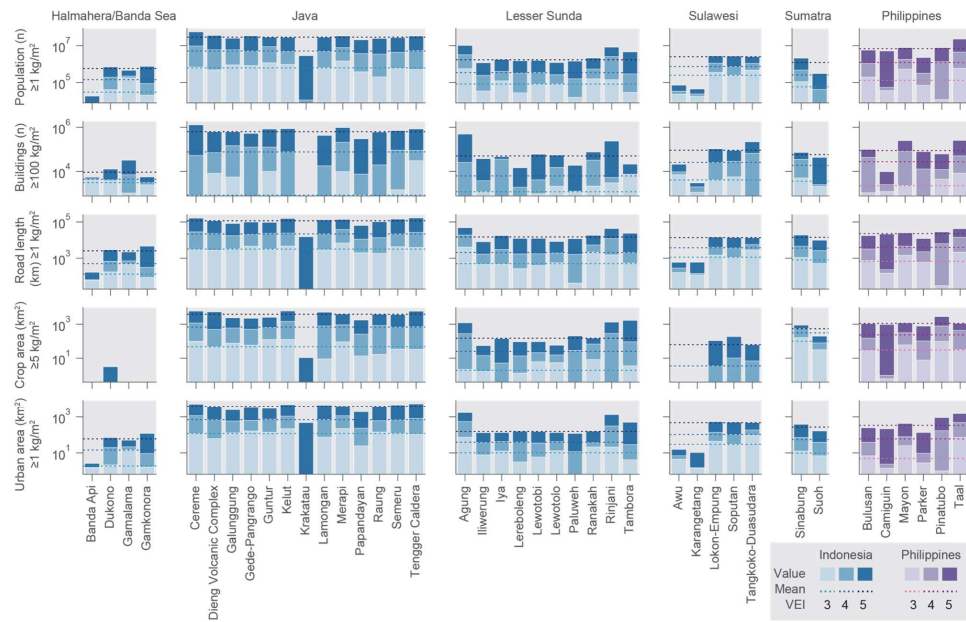 Halmahera/Banda Sea Java Lesser Sunda Sulawesi Sumatra Philippines
Population (n)
≥1 kg/m²
10⁷
10⁵
Buildings (n)
≥100 kg/m²
10⁶
10⁴
Road length
(km) ≥1 kg/m²
10⁵
10³
Crop area (km²)
≥5 kg/m²
10³
10¹
Urban area (km²)
≥1 kg/m²
10³
10¹
Banda Api
Dukono
Gamalama
Gamkonora
Cereme
Dieng Volcanic Complex
Galunggung
Gede-Pangrango
Guntur
Kelut
Krakatau
Lamongan
Merapi
Papandayan
Raung
Semeru
Tengger Caldera
Agung
Iliwerung
Iya
Lereboleng
Lewotobi
Lewotolo
Paluweh
Ranakah
Rinjani
Tambora
Awu
Karangetang
Lokon-Empung
Soputan
Tangkoko-Duasudara
Sinabung
Suoh
Bulusan
Camiguin
Mayon
Parker
Pinatubo
Taal
Indonesia Philippines
Value
Mean
VEI 3 4 5 3 4 5